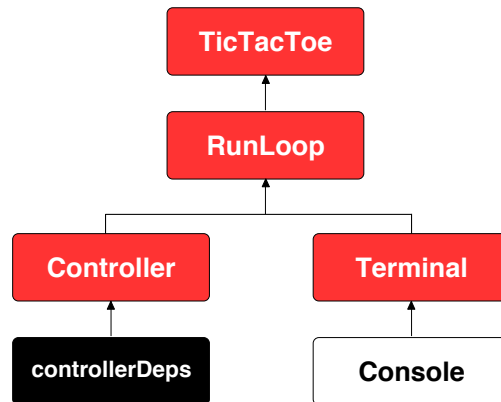 TicTacToe
RunLoop
Controller
Terminal
controllerDeps
Console